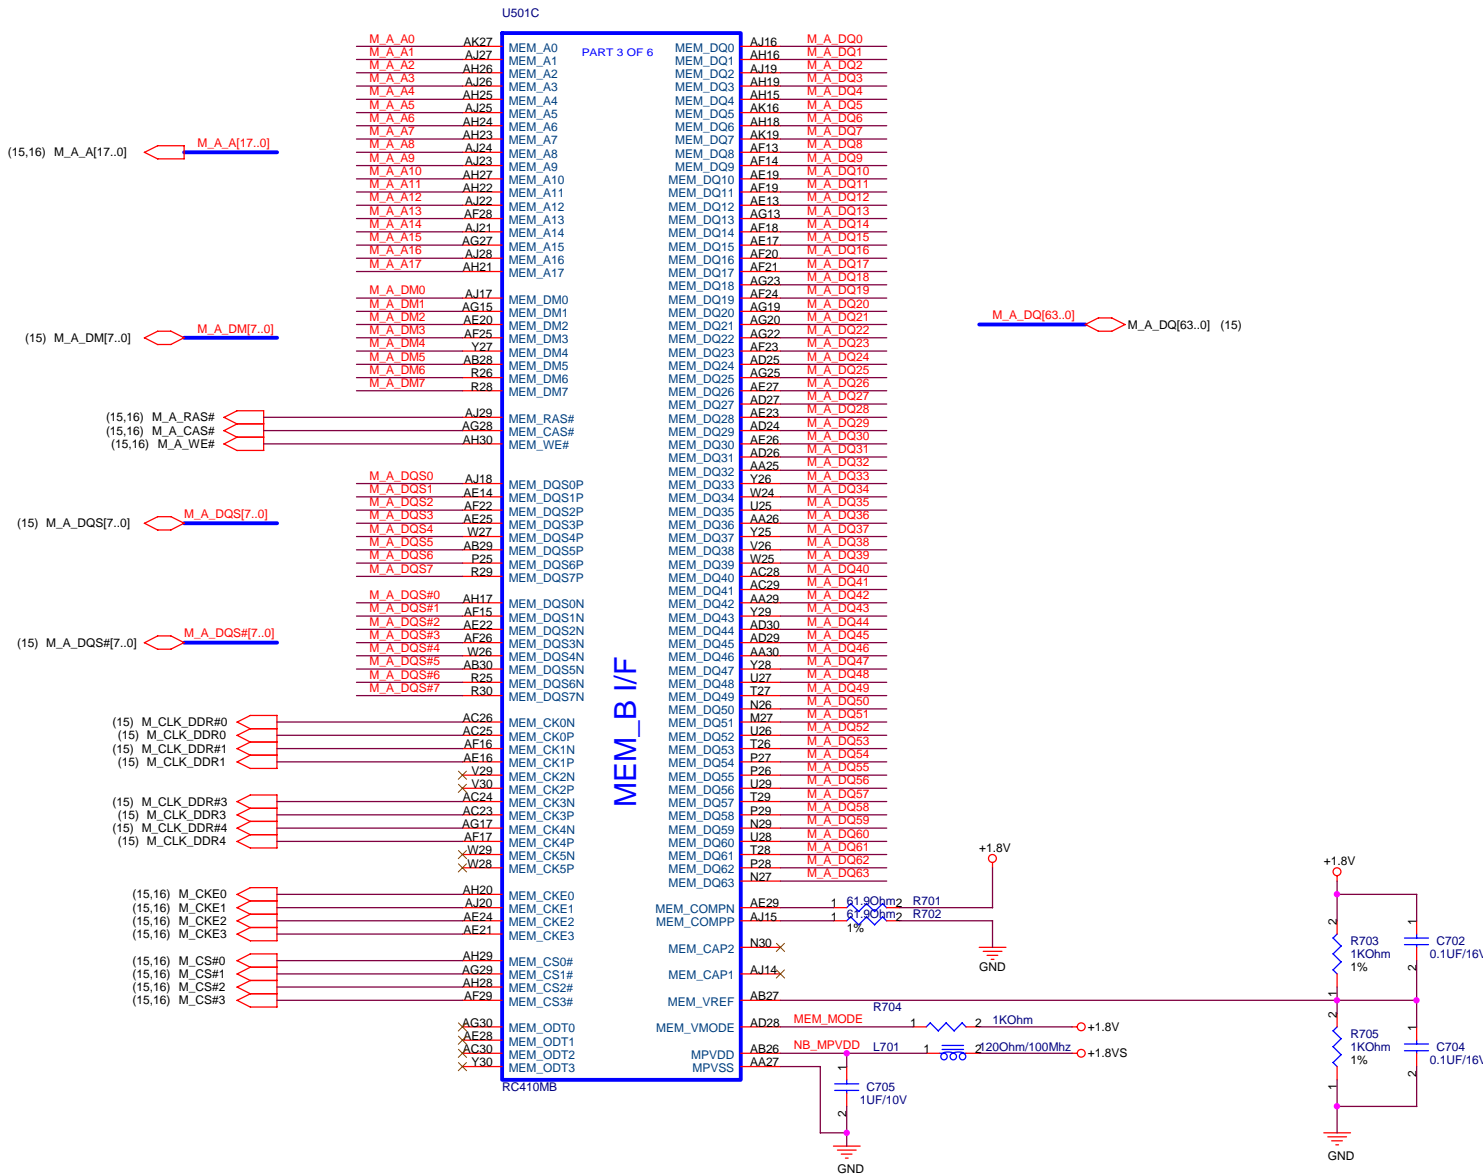 U501C
PART 3 OF 6
M_A_A0 AK27 MEM_A0
M_A_A1 AJ27 MEM_A1
M_A_A2 AH26 MEM_A2
M_A_A3 AJ26 MEM_A3
M_A_A4 AH25 MEM_A4
M_A_A5 AJ25 MEM_A5
M_A_A6 AH24 MEM_A6
M_A_A7 AH23 MEM_A7
M_A_A8 AJ24 MEM_A8
M_A_A9 AJ23 MEM_A9
M_A_A10 AH27 MEM_A10
M_A_A11 AH22 MEM_A11
M_A_A12 AJ22 MEM_A12
M_A_A13 AF28 MEM_A13
M_A_A14 AJ21 MEM_A14
M_A_A15 AG27 MEM_A15
M_A_A16 AJ28 MEM_A16
M_A_A17 AH21 MEM_A17
(15,16) M_A_A[17..0] M_A_A[17..0]
M_A_DM0 AJ17 MEM_DM0
M_A_DM1 AG15 MEM_DM1
M_A_DM2 AE20 MEM_DM2
M_A_DM3 AF25 MEM_DM3
M_A_DM4 Y27 MEM_DM4
M_A_DM5 AB28 MEM_DM5
M_A_DM6 R26 MEM_DM6
M_A_DM7 R28 MEM_DM7
(15) M_A_DM[7..0] M_A_DM[7..0]
(15,16) M_A_RAS# AJ29 MEM_RAS#
(15,16) M_A_CAS# AG28 MEM_CAS#
(15,16) M_A_WE# AH30 MEM_WE#
M_A_DQS0 AJ18 MEM_DQS0P
M_A_DQS1 AE14 MEM_DQS1P
M_A_DQS2 AF22 MEM_DQS2P
M_A_DQS3 AE25 MEM_DQS3P
M_A_DQS4 W27 MEM_DQS4P
M_A_DQS5 AB29 MEM_DQS5P
M_A_DQS6 P25 MEM_DQS6P
M_A_DQS7 R29 MEM_DQS7P
(15) M_A_DQS[7..0] M_A_DQS[7..0]
M_A_DQS#0 AH17 MEM_DQS0N
M_A_DQS#1 AF15 MEM_DQS1N
M_A_DQS#2 AE22 MEM_DQS2N
M_A_DQS#3 AF26 MEM_DQS3N
M_A_DQS#4 W26 MEM_DQS4N
M_A_DQS#5 AB30 MEM_DQS5N
M_A_DQS#6 R25 MEM_DQS6N
M_A_DQS#7 R30 MEM_DQS7N
(15) M_A_DQS#[7..0] M_A_DQS#[7..0]
(15) M_CLK_DDR#0 AC26 MEM_CK0N
(15) M_CLK_DDR0 AC25 MEM_CK0P
(15) M_CLK_DDR#1 AF16 MEM_CK1N
(15) M_CLK_DDR1 AE16 MEM_CK1P
V29 MEM_CK2N
V30 MEM_CK2P
(15) M_CLK_DDR#3 AC24 MEM_CK3N
(15) M_CLK_DDR3 AC23 MEM_CK3P
(15) M_CLK_DDR#4 AG17 MEM_CK4N
(15) M_CLK_DDR4 AF17 MEM_CK4P
W29 MEM_CK5N
W28 MEM_CK5P
(15,16) M_CKE0 AH20 MEM_CKE0
(15,16) M_CKE1 AJ20 MEM_CKE1
(15,16) M_CKE2 AE24 MEM_CKE2
(15,16) M_CKE3 AE21 MEM_CKE3
(15,16) M_CS#0 AH29 MEM_CS0#
(15,16) M_CS#1 AG29 MEM_CS1#
(15,16) M_CS#2 AH28 MEM_CS2#
(15,16) M_CS#3 AF29 MEM_CS3#
AG30 MEM_ODT0
AE28 MEM_ODT1
AC30 MEM_ODT2
Y30 MEM_ODT3
RC410MB
MEM_B I/F
MEM_DQ0 AJ16 M_A_DQ0
MEM_DQ1 AH16 M_A_DQ1
MEM_DQ2 AJ19 M_A_DQ2
MEM_DQ3 AH19 M_A_DQ3
MEM_DQ4 AH15 M_A_DQ4
MEM_DQ5 AK16 M_A_DQ5
MEM_DQ6 AH18 M_A_DQ6
MEM_DQ7 AK19 M_A_DQ7
MEM_DQ8 AF13 M_A_DQ8
MEM_DQ9 AF14 M_A_DQ9
MEM_DQ10 AE19 M_A_DQ10
MEM_DQ11 AF19 M_A_DQ11
MEM_DQ12 AE13 M_A_DQ12
MEM_DQ13 AG13 M_A_DQ13
MEM_DQ14 AF18 M_A_DQ14
MEM_DQ15 AE17 M_A_DQ15
MEM_DQ16 AF20 M_A_DQ16
MEM_DQ17 AF21 M_A_DQ17
MEM_DQ18 AG23 M_A_DQ18
MEM_DQ19 AF24 M_A_DQ19
MEM_DQ20 AG19 M_A_DQ20
MEM_DQ21 AG20 M_A_DQ21
MEM_DQ22 AG22 M_A_DQ22
MEM_DQ23 AF23 M_A_DQ23
MEM_DQ24 AD25 M_A_DQ24
MEM_DQ25 AG25 M_A_DQ25
MEM_DQ26 AE27 M_A_DQ26
MEM_DQ27 AD27 M_A_DQ27
MEM_DQ28 AE23 M_A_DQ28
MEM_DQ29 AD24 M_A_DQ29
MEM_DQ30 AE26 M_A_DQ30
MEM_DQ31 AD26 M_A_DQ31
MEM_DQ32 AA25 M_A_DQ32
MEM_DQ33 Y26 M_A_DQ33
MEM_DQ34 W24 M_A_DQ34
MEM_DQ35 U25 M_A_DQ35
MEM_DQ36 AA26 M_A_DQ36
MEM_DQ37 Y25 M_A_DQ37
MEM_DQ38 V26 M_A_DQ38
MEM_DQ39 W25 M_A_DQ39
MEM_DQ40 AC28 M_A_DQ40
MEM_DQ41 AC29 M_A_DQ41
MEM_DQ42 AA29 M_A_DQ42
MEM_DQ43 Y29 M_A_DQ43
MEM_DQ44 AD30 M_A_DQ44
MEM_DQ45 AD29 M_A_DQ45
MEM_DQ46 AA30 M_A_DQ46
MEM_DQ47 Y28 M_A_DQ47
MEM_DQ48 U27 M_A_DQ48
MEM_DQ49 T27 M_A_DQ49
MEM_DQ50 N26 M_A_DQ50
MEM_DQ51 M27 M_A_DQ51
MEM_DQ52 U26 M_A_DQ52
MEM_DQ53 T26 M_A_DQ53
MEM_DQ54 P27 M_A_DQ54
MEM_DQ55 P26 M_A_DQ55
MEM_DQ56 U29 M_A_DQ56
MEM_DQ57 T29 M_A_DQ57
MEM_DQ58 P29 M_A_DQ58
MEM_DQ59 N29 M_A_DQ59
MEM_DQ60 U28 M_A_DQ60
MEM_DQ61 T28 M_A_DQ61
MEM_DQ62 P28 M_A_DQ62
MEM_DQ63 N27 M_A_DQ63
M_A_DQ[63..0] M_A_DQ[63..0] (15)
MEM_COMPN AE29 1 61.9Ohm 2 R701
MEM_COMPP AJ15 1 61.9Ohm 2 R702
1%
+1.8V
GND
MEM_CAP2 N30
MEM_CAP1 AJ14
MEM_VREF AB27
R704
MEM_VMODE AD28 MEM_MODE 1 2 1KOhm +1.8V
MPVDD AB26 NB_MPVDD L701 1 2 120Ohm/100Mhz +1.8VS
MPVSS AA27
1
C705
1UF/10V
2
GND
+1.8V
2
R703
1KOhm
1%
1
1
C702
0.1UF/16V
2
2
R705
1KOhm
1%
1
1
C704
0.1UF/16V
2
GND